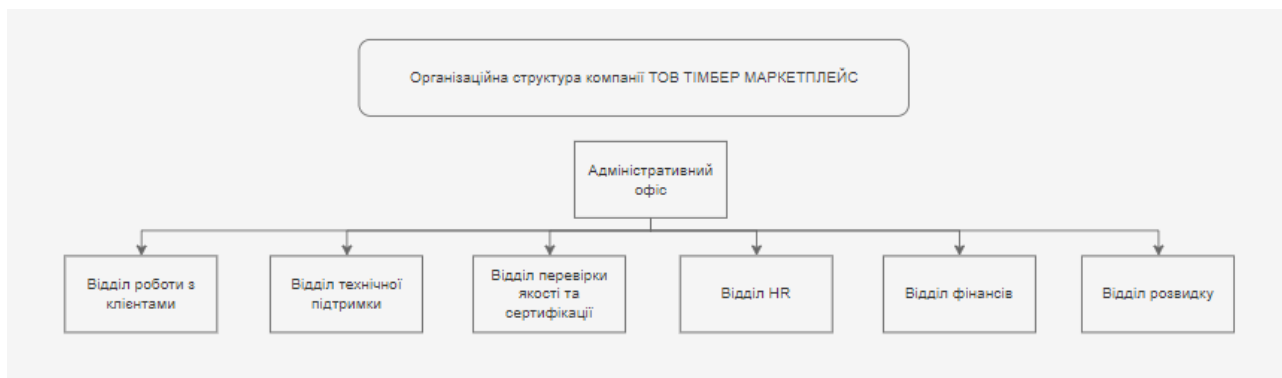 Організаційна структура компанії ТОВ ТІМБЕР МАРКЕТПЛЕЙС
Адміністративний
офіс
Відділ роботи з
клієнтами
Відділ технічної
підтримки
Відділ перевірки
якості та
сертифікації
Відділ HR
Відділ фінансів
Відділ розвидку